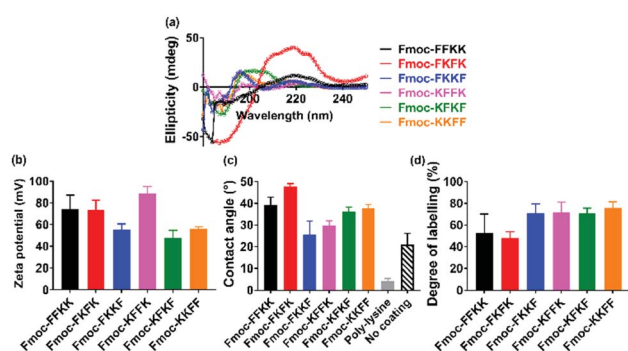 (a)
Ellipticity (mdeg)
50
0
-50
200
220
240
Wavelength (nm)
Fmoc-FFKK
Fmoc-FKFK
Fmoc-FKKF
Fmoc-KFFK
Fmoc-KFKF
Fmoc-KKFF
(b)
Zeta potential (mV)
100
80
60
40
20
0
Fmoc-FFKK
Fmoc-FKFK
Fmoc-FKKF
Fmoc-KFFK
Fmoc-KFKF
Fmoc-KKFF
(c)
Contact angle (°)
60
40
20
0
Fmoc-FFKK
Fmoc-FKFK
Fmoc-FKKF
Fmoc-KFFK
Fmoc-KFKF
Fmoc-KKFF
Poly-lysine
No coating
(d)
Degree of labelling (%)
100
80
60
40
20
0
Fmoc-FFKK
Fmoc-FKFK
Fmoc-FKKF
Fmoc-KFFK
Fmoc-KFKF
Fmoc-KKFF